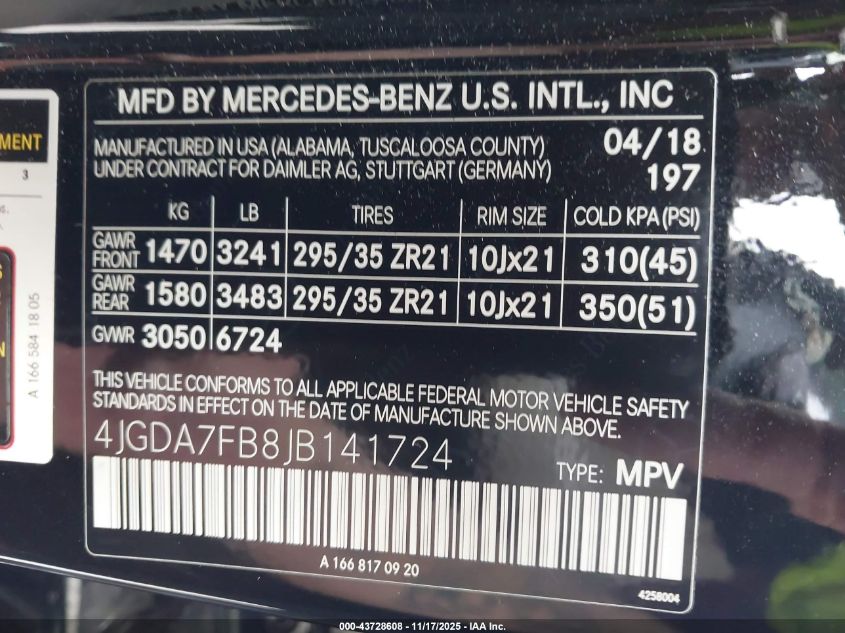 MFD BY MERCEDES-BENZ U.S. INTL., INC
MANUFACTURED IN USA (ALABAMA, TUSCALOOSA COUNTY) 04/18
UNDER CONTRACT FOR DAIMLER AG, STUTTGART (GERMANY) 197
KG LB TIRES RIM SIZE COLD KPA (PSI)
GAWR FRONT 1470 3241 295/35 ZR21 10Jx21 310(45)
GAWR REAR 1580 3483 295/35 ZR21 10Jx21 350(51)
GVWR 3050 6724
THIS VEHICLE CONFORMS TO ALL APPLICABLE FEDERAL MOTOR VEHICLE SAFETY
STANDARDS IN EFFECT ON THE DATE OF MANUFACTURE SHOWN ABOVE.
4JGDA7FB8JB141724
TYPE: MPV
A 166 817 09 20
4258004
MENT
3
A 166 584 18 05
000-43728608 - 11/17/2025 - IAA Inc.